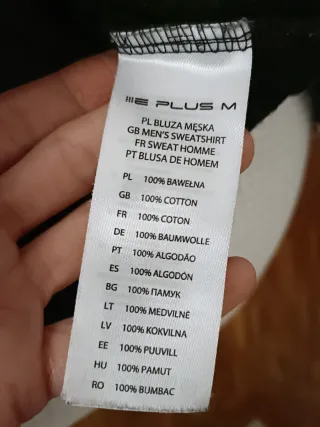 E PLUS M
PL BLUZA MĘSKA
GB MEN'S SWEATSHIRT
FR SWEAT HOMME
PT BLUSA DE HOMEM
PL 100% BAWEŁNA
GB 100% COTTON
FR 100% COTON
DE 100% BAUMWOLLE
PT 100% ALGODÃO
ES 100% ALGODÓN
BG 100% ПАМУК
LT 100% MEDVILNĖ
LV 100% KOKVILNA
EE 100% PUUVILL
HU 100% PAMUT
RO 100% BUMBAC